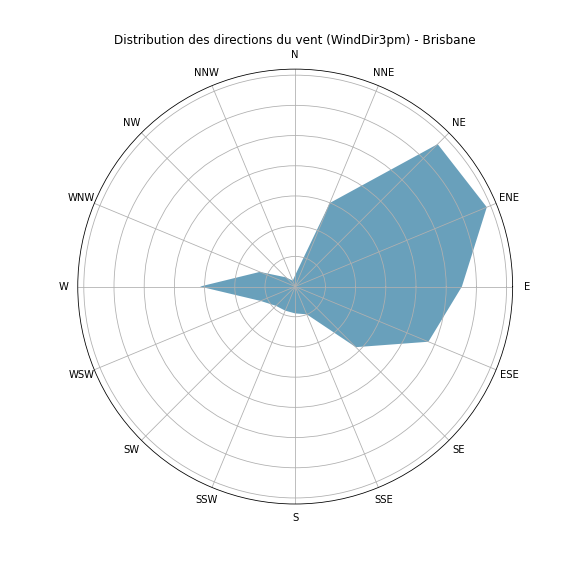 Distribution des directions du vent (WindDir3pm) - Brisbane
N
NNW
NNE
NW
NE
WNW
ENE
W
E
WSW
ESE
SW
SE
SSW
SSE
S